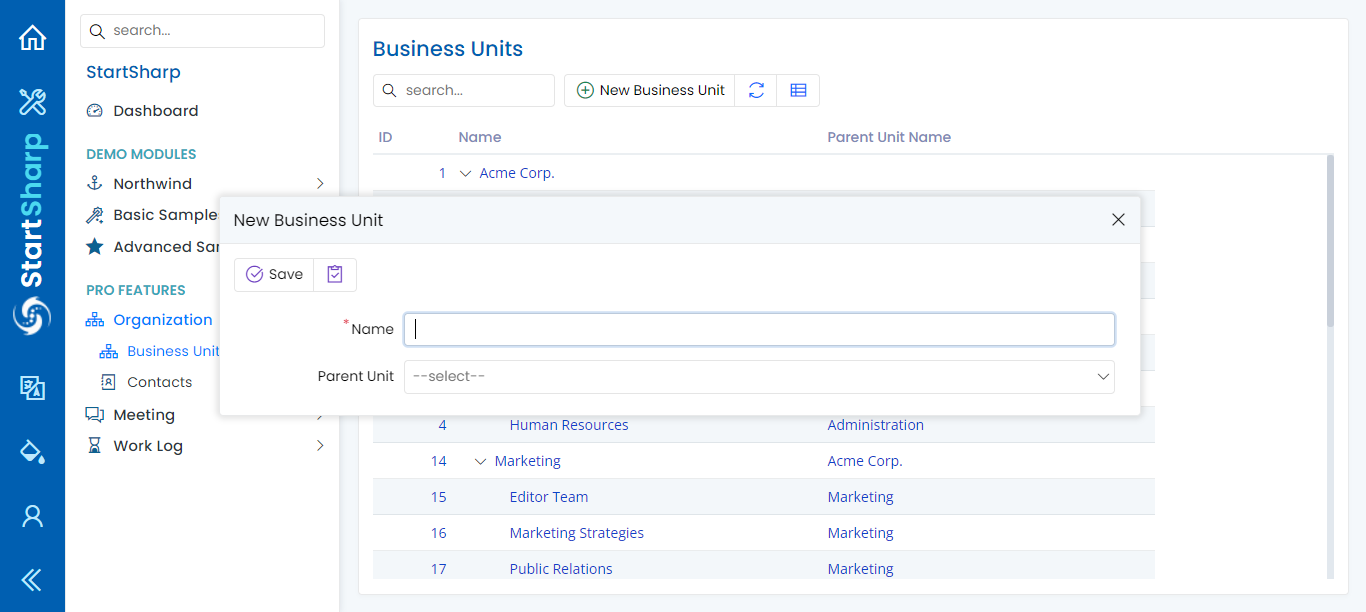 StartSharp
search...
StartSharp
Dashboard
DEMO MODULES
Northwind
Basic Sample
Advanced Sa
PRO FEATURES
Organization
Business Unit
Contacts
Meeting
Work Log
Business Units
search...
New Business Unit
ID Name Parent Unit Name
1 Acme Corp.
New Business Unit
Save
*Name
Parent Unit --select--
4 Human Resources Administration
14 Marketing Acme Corp.
15 Editor Team Marketing
16 Marketing Strategies Marketing
17 Public Relations Marketing